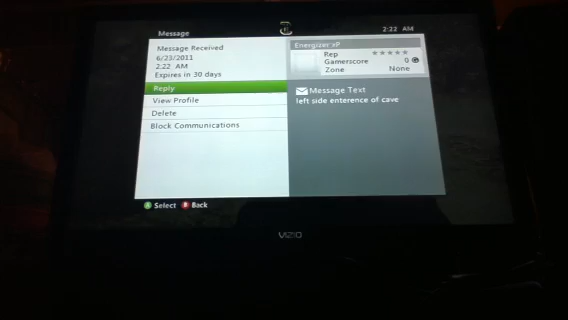 Message
2:22 AM
Message Received
6/23/2011
2:22 AM
Expires in 30 days
Reply
View Profile
Delete
Block Communications
Energizer xP
Rep
Gamerscore 0 G
Zone None
Message Text
left side enterence of cave
A Select B Back
VIZIO